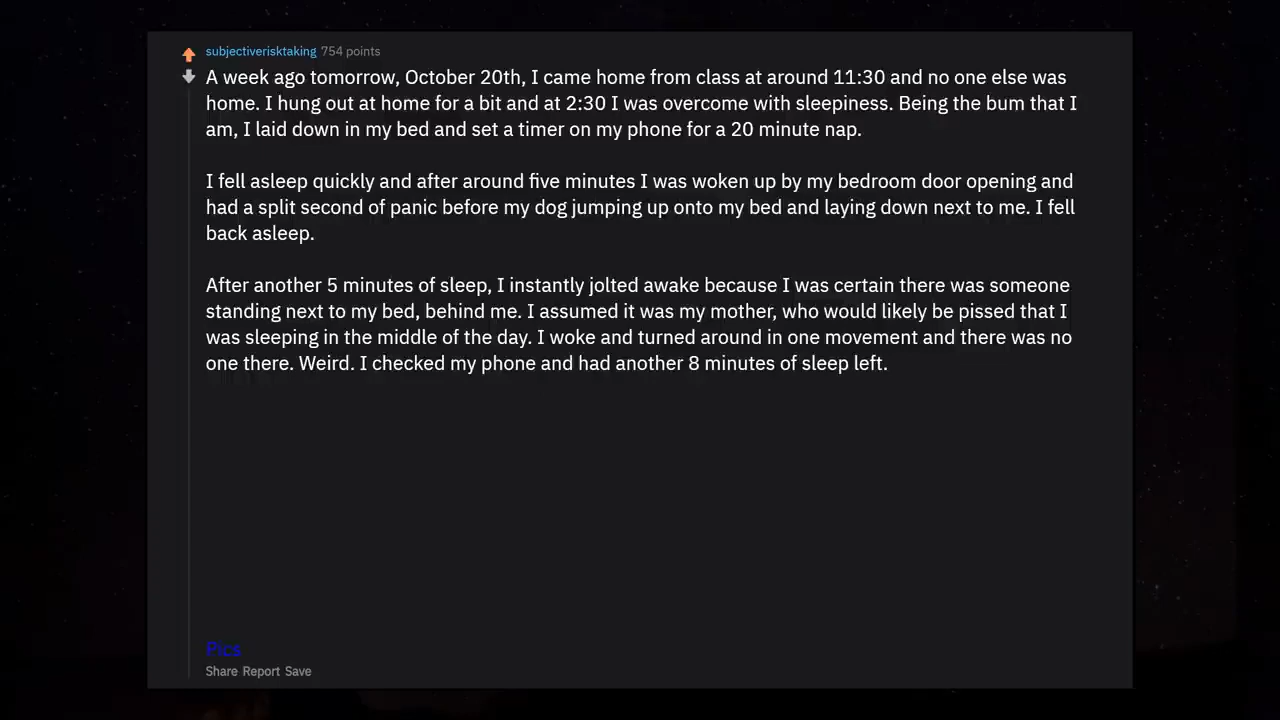 subjectiverisktaking 754 points
A week ago tomorrow, October 20th, I came home from class at around 11:30 and no one else was
home. I hung out at home for a bit and at 2:30 I was overcome with sleepiness. Being the bum that I
am, I laid down in my bed and set a timer on my phone for a 20 minute nap.
I fell asleep quickly and after around five minutes I was woken up by my bedroom door opening and
had a split second of panic before my dog jumping up onto my bed and laying down next to me. I fell
back asleep.
After another 5 minutes of sleep, I instantly jolted awake because I was certain there was someone
standing next to my bed, behind me. I assumed it was my mother, who would likely be pissed that I
was sleeping in the middle of the day. I woke and turned around in one movement and there was no
one there. Weird. I checked my phone and had another 8 minutes of sleep left.
Pics
Share Report Save